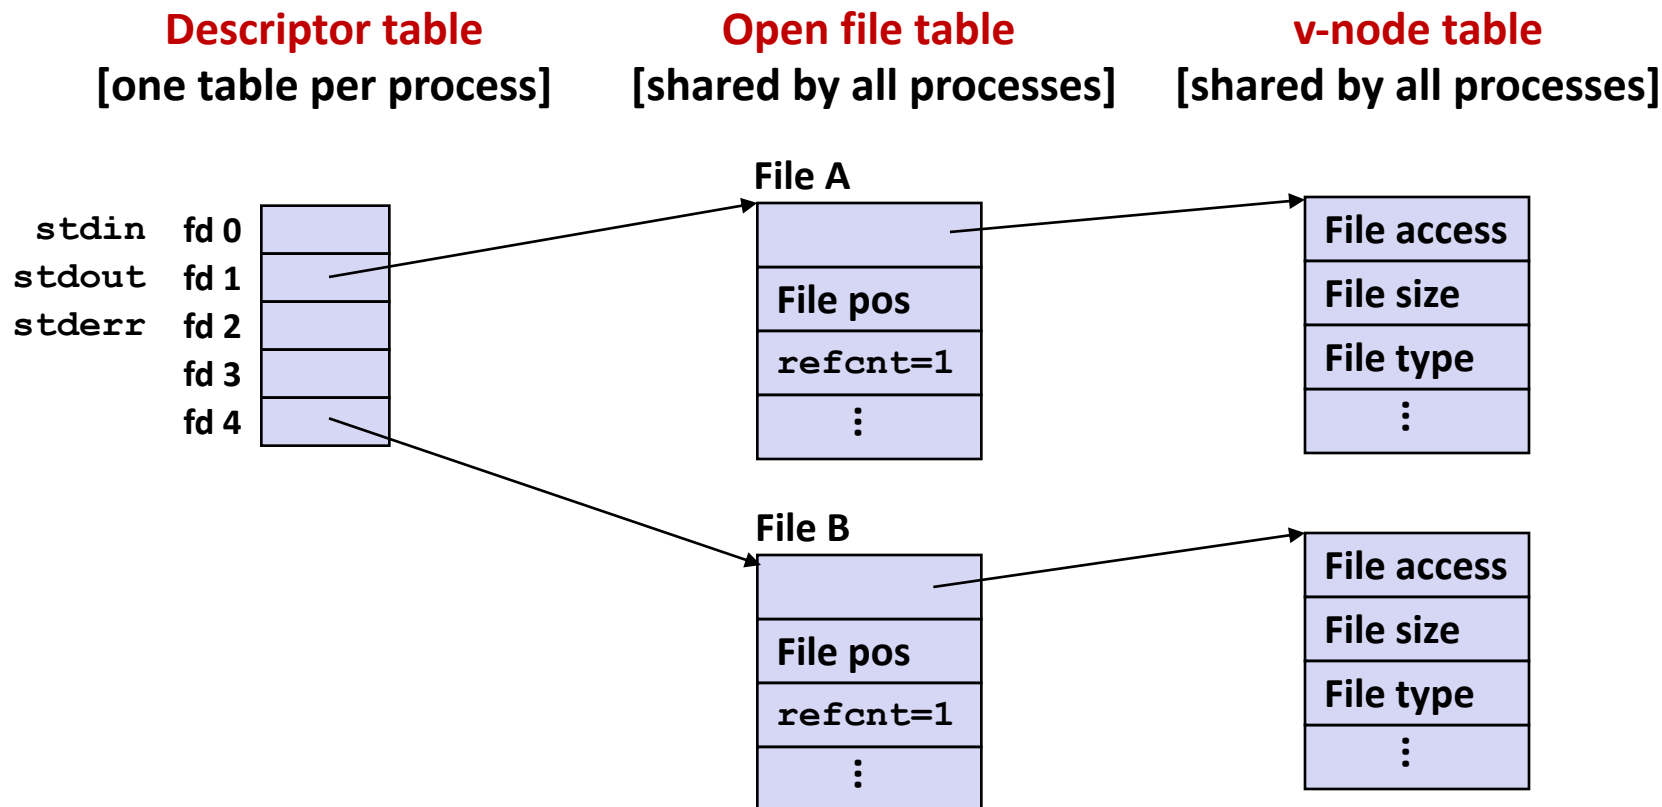 Descriptor table
[one table per process]
Open file table
[shared by all processes]
v-node table
[shared by all processes]
stdin fd 0
stdout fd 1
stderr fd 2
fd 3
fd 4
File A
File pos
refcnt=1
⋮
File access
File size
File type
⋮
File B
File pos
refcnt=1
⋮
File access
File size
File type
⋮